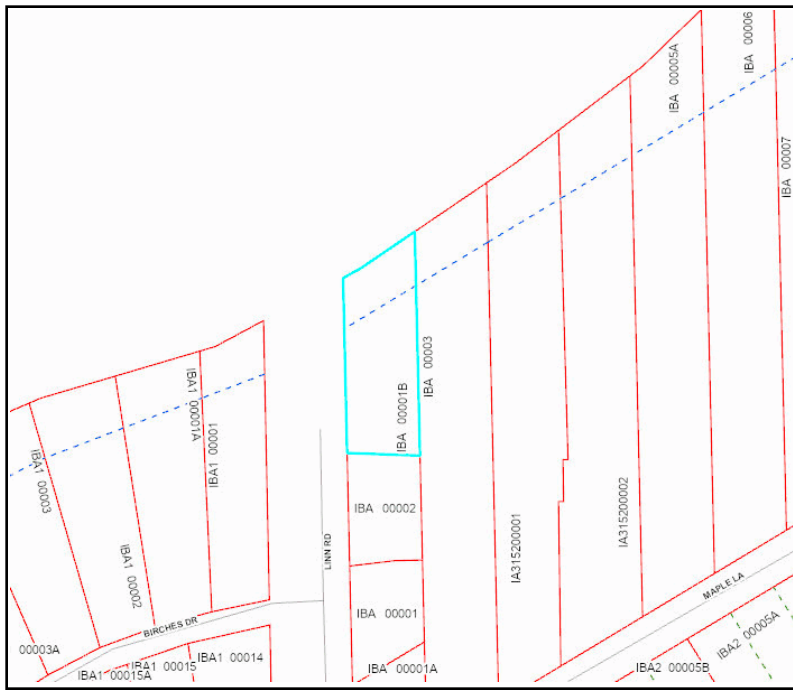 IBA 00006
IBA 00005A
IBA 00007
IBA 00003
IBA1 00001A
IBA 00001B
IBA1 00001
IBA1 00003
IBA 00002
IA315200001
IA315200002
LINN RD
IBA1 00002
MAPLE LA
IBA 00001
BIRCHES DR
IBA2 00005A
00003A
IBA1 00014
IBA1 00015
IBA1 00015A
IBA 00001A
IBA2 00005B